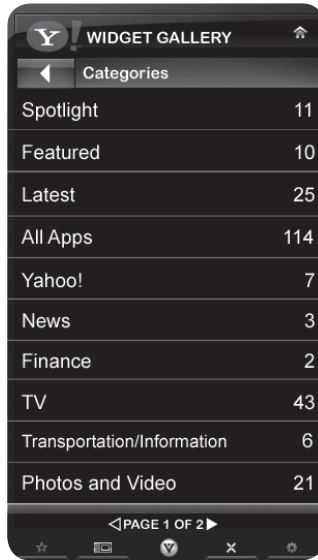 Y! WIDGET GALLERY
Categories
Spotlight 11
Featured 10
Latest 25
All Apps 114
Yahoo! 7
News 3
Finance 2
TV 43
Transportation/Information 6
Photos and Video 21
PAGE 1 OF 2